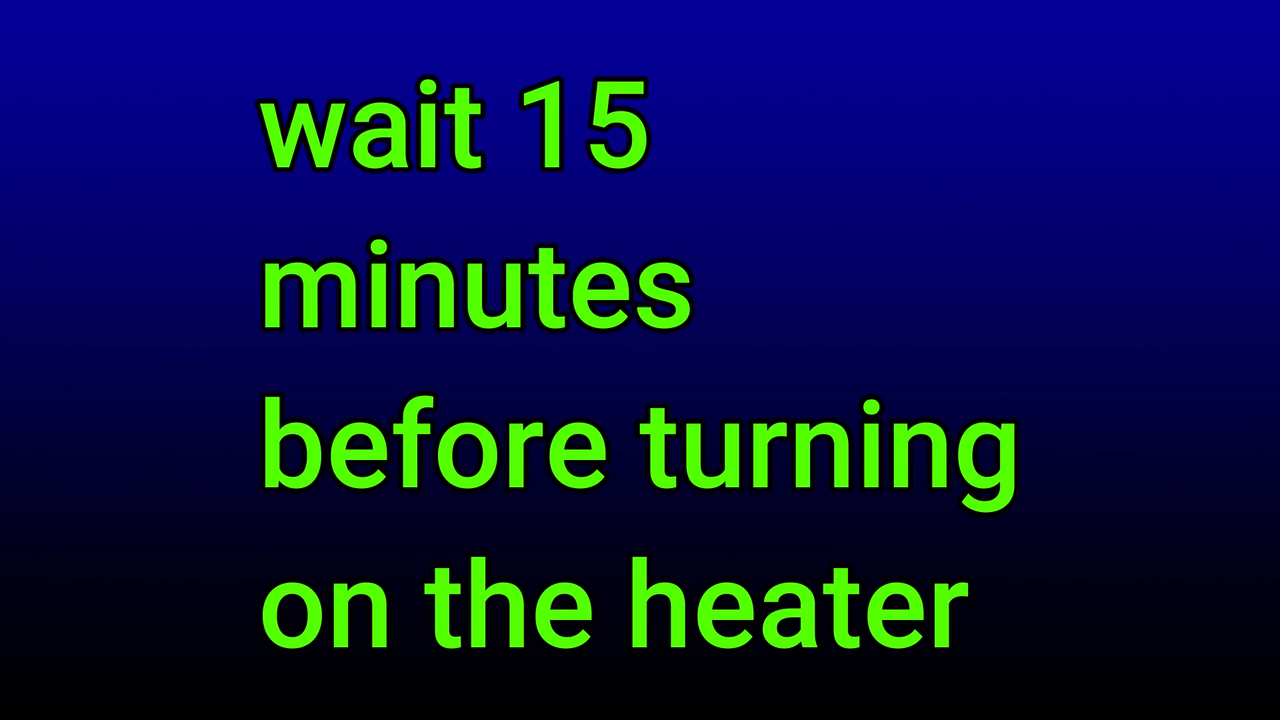 wait 15
minutes
before turning
on the heater